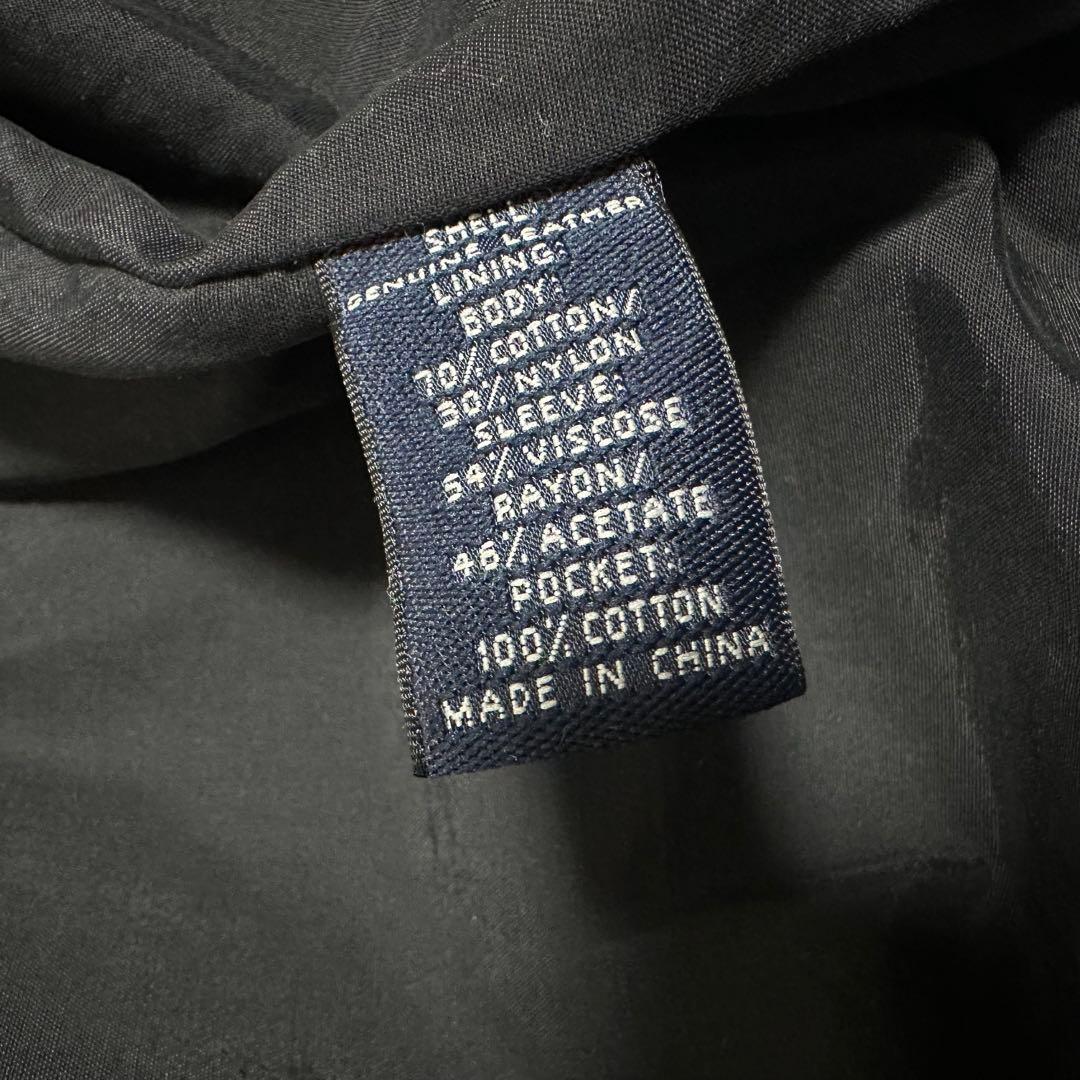 SHELL:
GENUINE LEATHER
LINING:
BODY:
70% COTTON/
30% NYLON
SLEEVE:
54% VISCOSE
RAYON/
46% ACETATE
POCKET:
100% COTTON
MADE IN CHINA